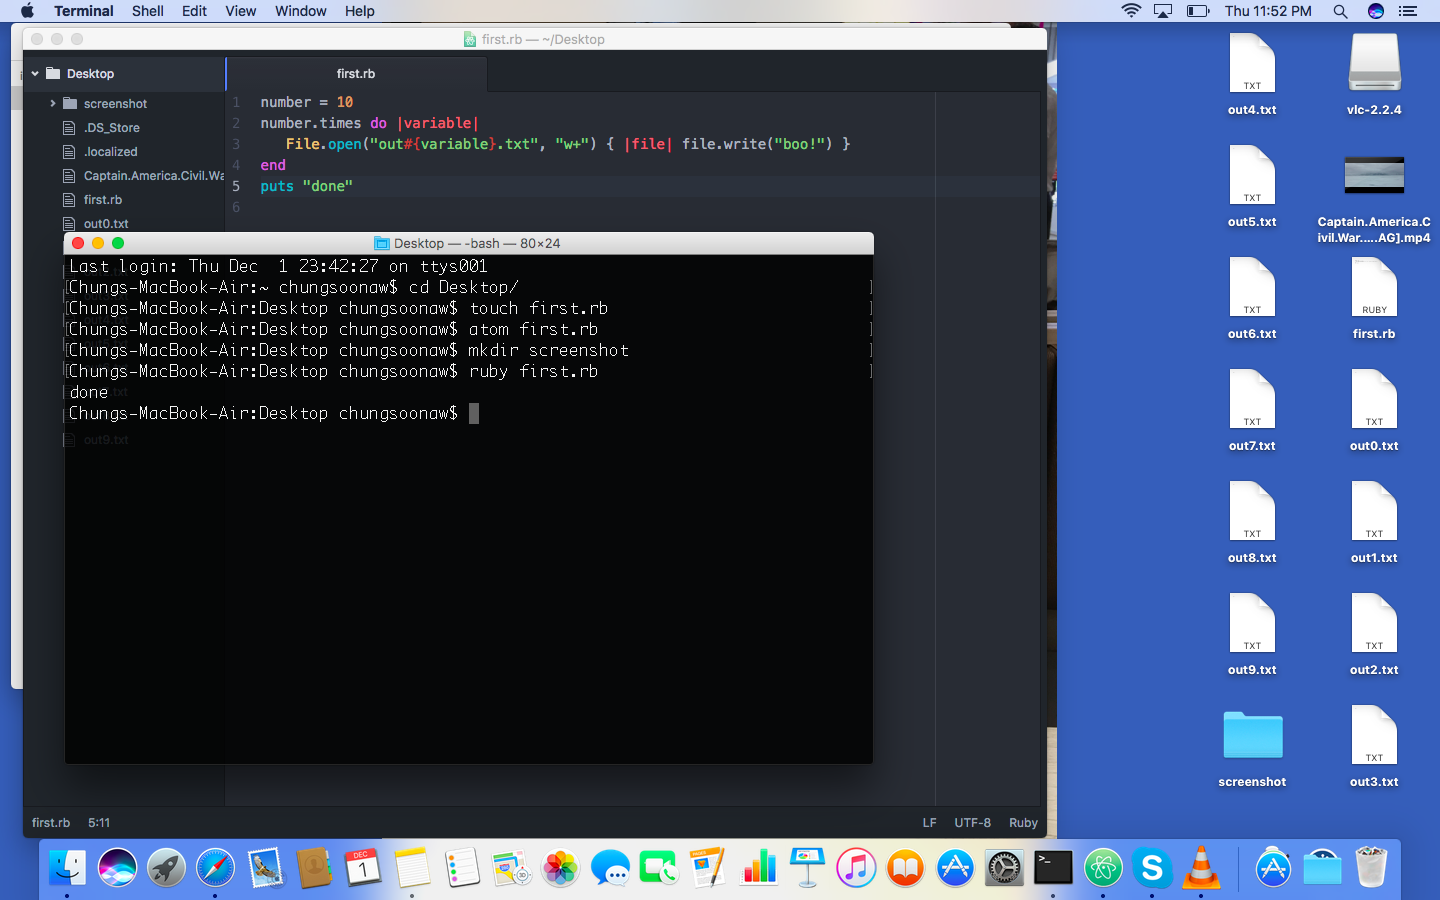 Terminal Shell Edit View Window Help Thu 11:52 PM
first.rb — ~/Desktop
Desktop
screenshot
.DS_Store
.localized
Captain.America.Civil.Wa
first.rb
out0.txt
out9.txt
first.rb
1 number = 10
2 number.times do |variable|
3 File.open("out#{variable}.txt", "w+") { |file| file.write("boo!") }
4 end
5 puts "done"
6
Desktop — -bash — 80×24
Last login: Thu Dec  1 23:42:27 on ttys001
[Chungs-MacBook-Air:~ chungsoonaw$ cd Desktop/ ]
[Chungs-MacBook-Air:Desktop chungsoonaw$ touch first.rb ]
[Chungs-MacBook-Air:Desktop chungsoonaw$ atom first.rb ]
[Chungs-MacBook-Air:Desktop chungsoonaw$ mkdir screenshot ]
[Chungs-MacBook-Air:Desktop chungsoonaw$ ruby first.rb ]
done
Chungs-MacBook-Air:Desktop chungsoonaw$
first.rb 5:11 LF UTF-8 Ruby
TXT
out4.txt
vlc-2.2.4
TXT
out5.txt
Captain.America.C
ivil.War.....AG].mp4
TXT
out6.txt
RUBY
first.rb
TXT
out7.txt
TXT
out0.txt
TXT
out8.txt
TXT
out1.txt
TXT
out9.txt
TXT
out2.txt
screenshot
TXT
out3.txt
DEC
1